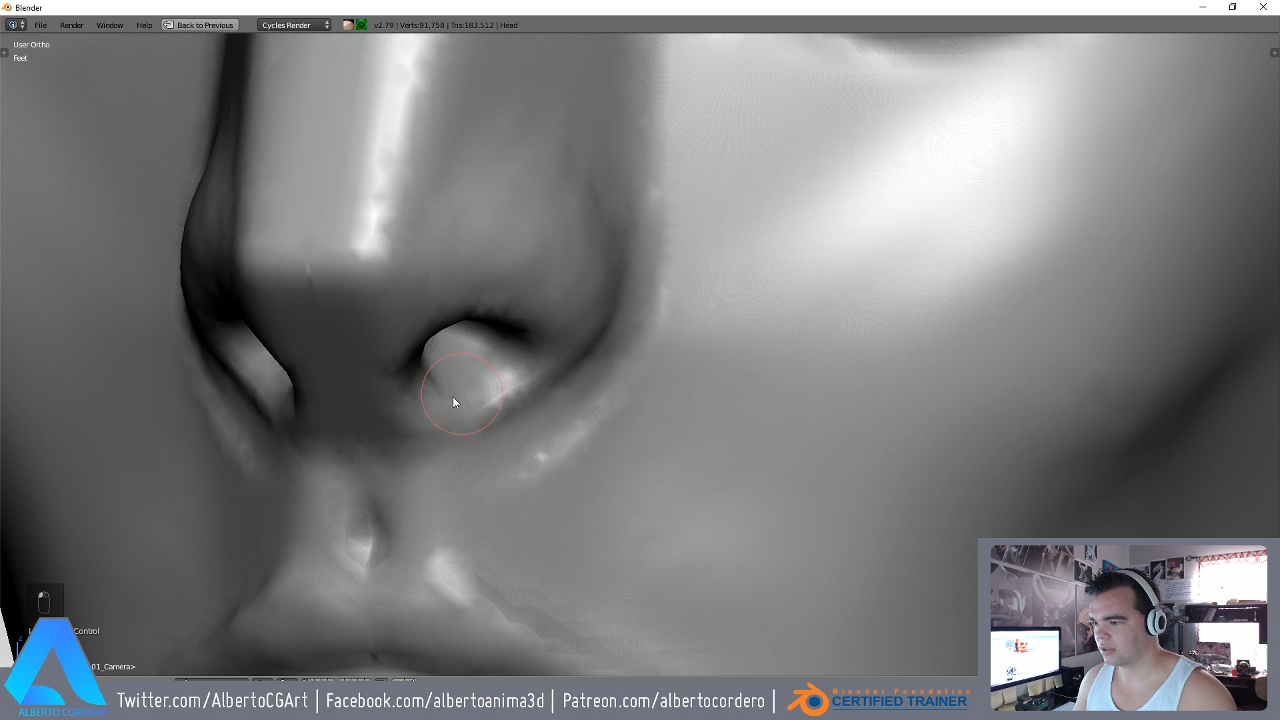 Blender
File Render Window Help Back to Previous Cycles Render v2.79 | Verts:91,758 | Tris:183,512 | Head
User Ortho
Feet
Control
01_Camera>
ALBERTO CORDERO
Twitter.com/AlbertoCGArt | Facebook.com/albertoanima3d | Patreon.com/albertocordero |
Blender Foundation
CERTIFIED TRAINER